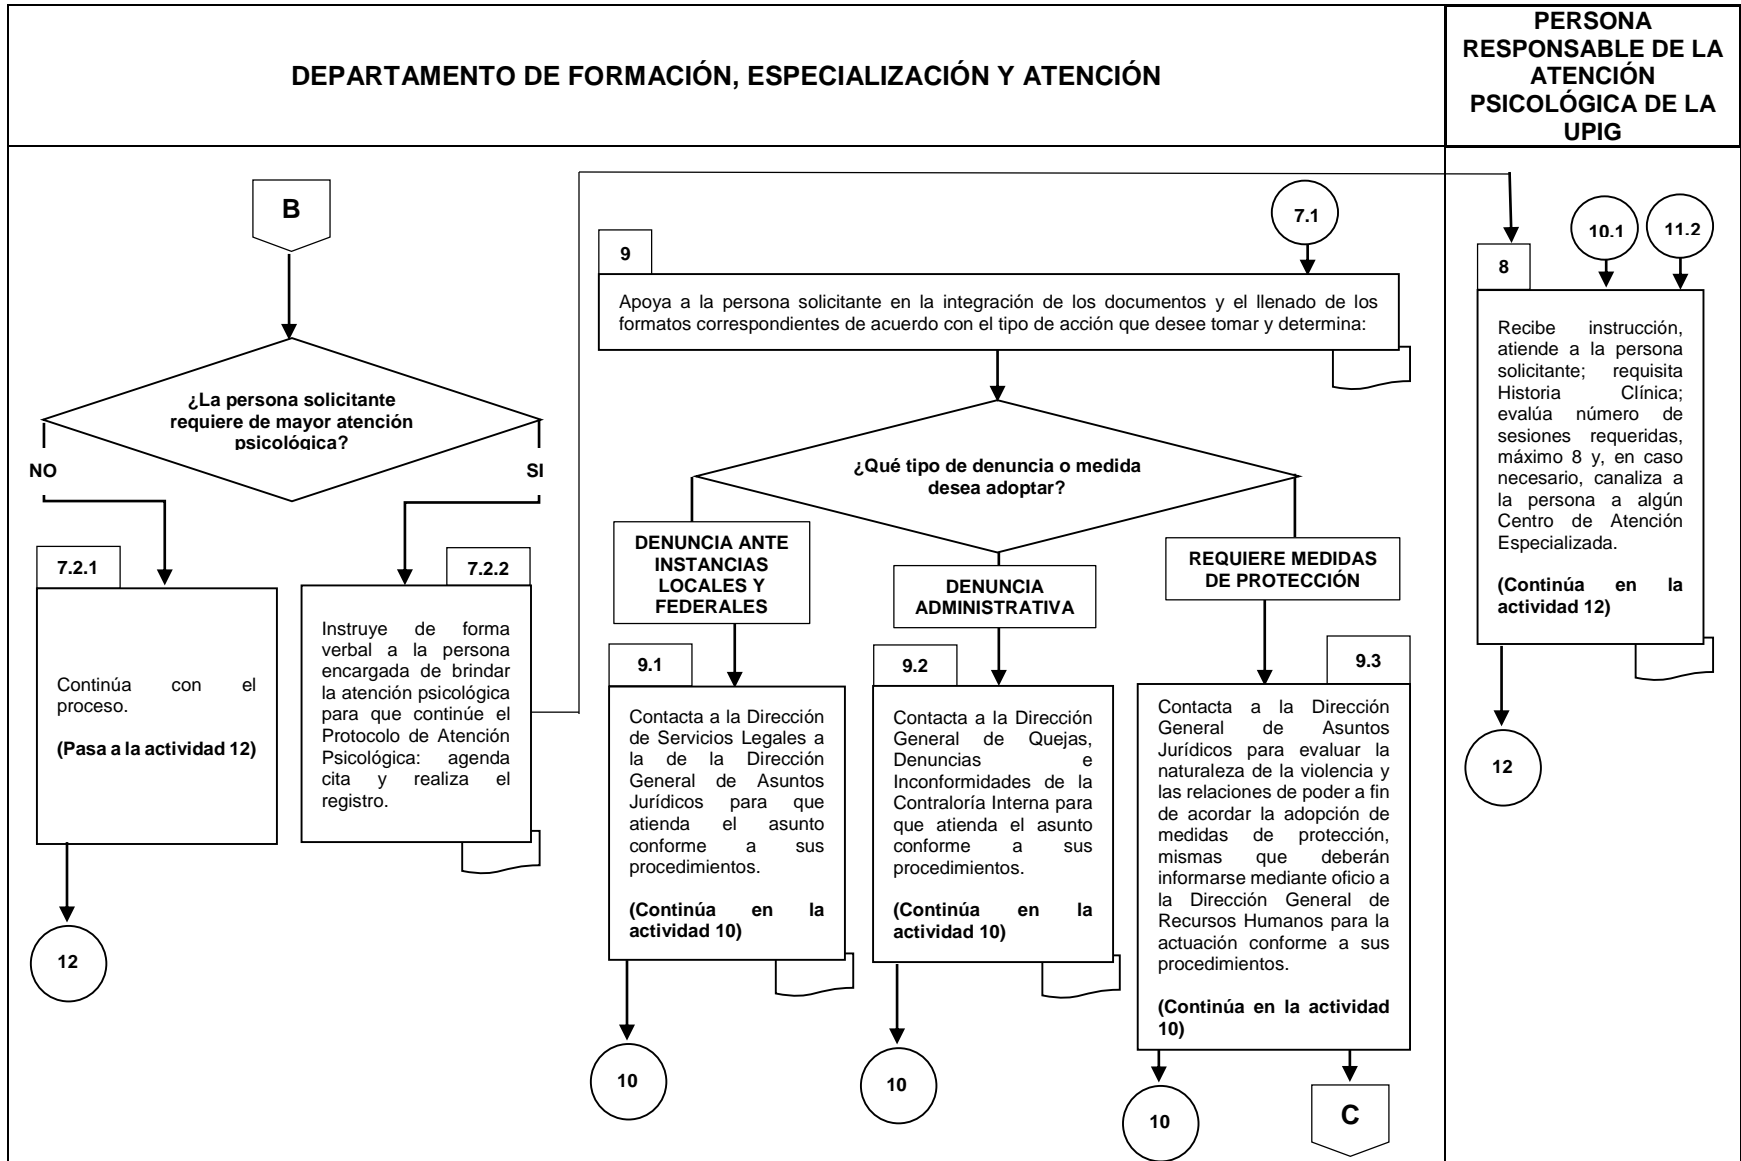 DEPARTAMENTO DE FORMACIÓN, ESPECIALIZACIÓN Y ATENCIÓN
PERSONA
RESPONSABLE DE LA
ATENCIÓN
PSICOLÓGICA DE LA
UPIG
B
¿La persona solicitante
requiere de mayor atención
psicológica?
NO
SI
7.2.1
Continúa con el
proceso.
(Pasa a la actividad 12)
12
7.2.2
Instruye de forma
verbal a la persona
encargada de brindar
la atención psicológica
para que continúe el
Protocolo de Atención
Psicológica: agenda
cita y realiza el
registro.
7.1
9
Apoya a la persona solicitante en la integración de los documentos y el llenado de los
formatos correspondientes de acuerdo con el tipo de acción que desee tomar y determina:
¿Qué tipo de denuncia o medida
desea adoptar?
DENUNCIA ANTE
INSTANCIAS
LOCALES Y
FEDERALES
DENUNCIA
ADMINISTRATIVA
REQUIERE MEDIDAS
DE PROTECCIÓN
9.1
Contacta a la Dirección
de Servicios Legales a
la de la Dirección
General de Asuntos
Jurídicos para que
atienda el asunto
conforme a sus
procedimientos.
(Continúa en la
actividad 10)
10
9.2
Contacta a la Dirección
General de Quejas,
Denuncias e
Inconformidades de la
Contraloría Interna para
que atienda el asunto
conforme a sus
procedimientos.
(Continúa en la
actividad 10)
10
9.3
Contacta a la Dirección
General de Asuntos
Jurídicos para evaluar la
naturaleza de la violencia y
las relaciones de poder a fin
de acordar la adopción de
medidas de protección,
mismas que deberán
informarse mediante oficio a
la Dirección General de
Recursos Humanos para la
actuación conforme a sus
procedimientos.
(Continúa en la actividad
10)
10
C
10.1
11.2
8
Recibe instrucción,
atiende a la persona
solicitante; requisita
Historia Clínica;
evalúa número de
sesiones requeridas,
máximo 8 y, en caso
necesario, canaliza a
la persona a algún
Centro de Atención
Especializada.
(Continúa en la
actividad 12)
12